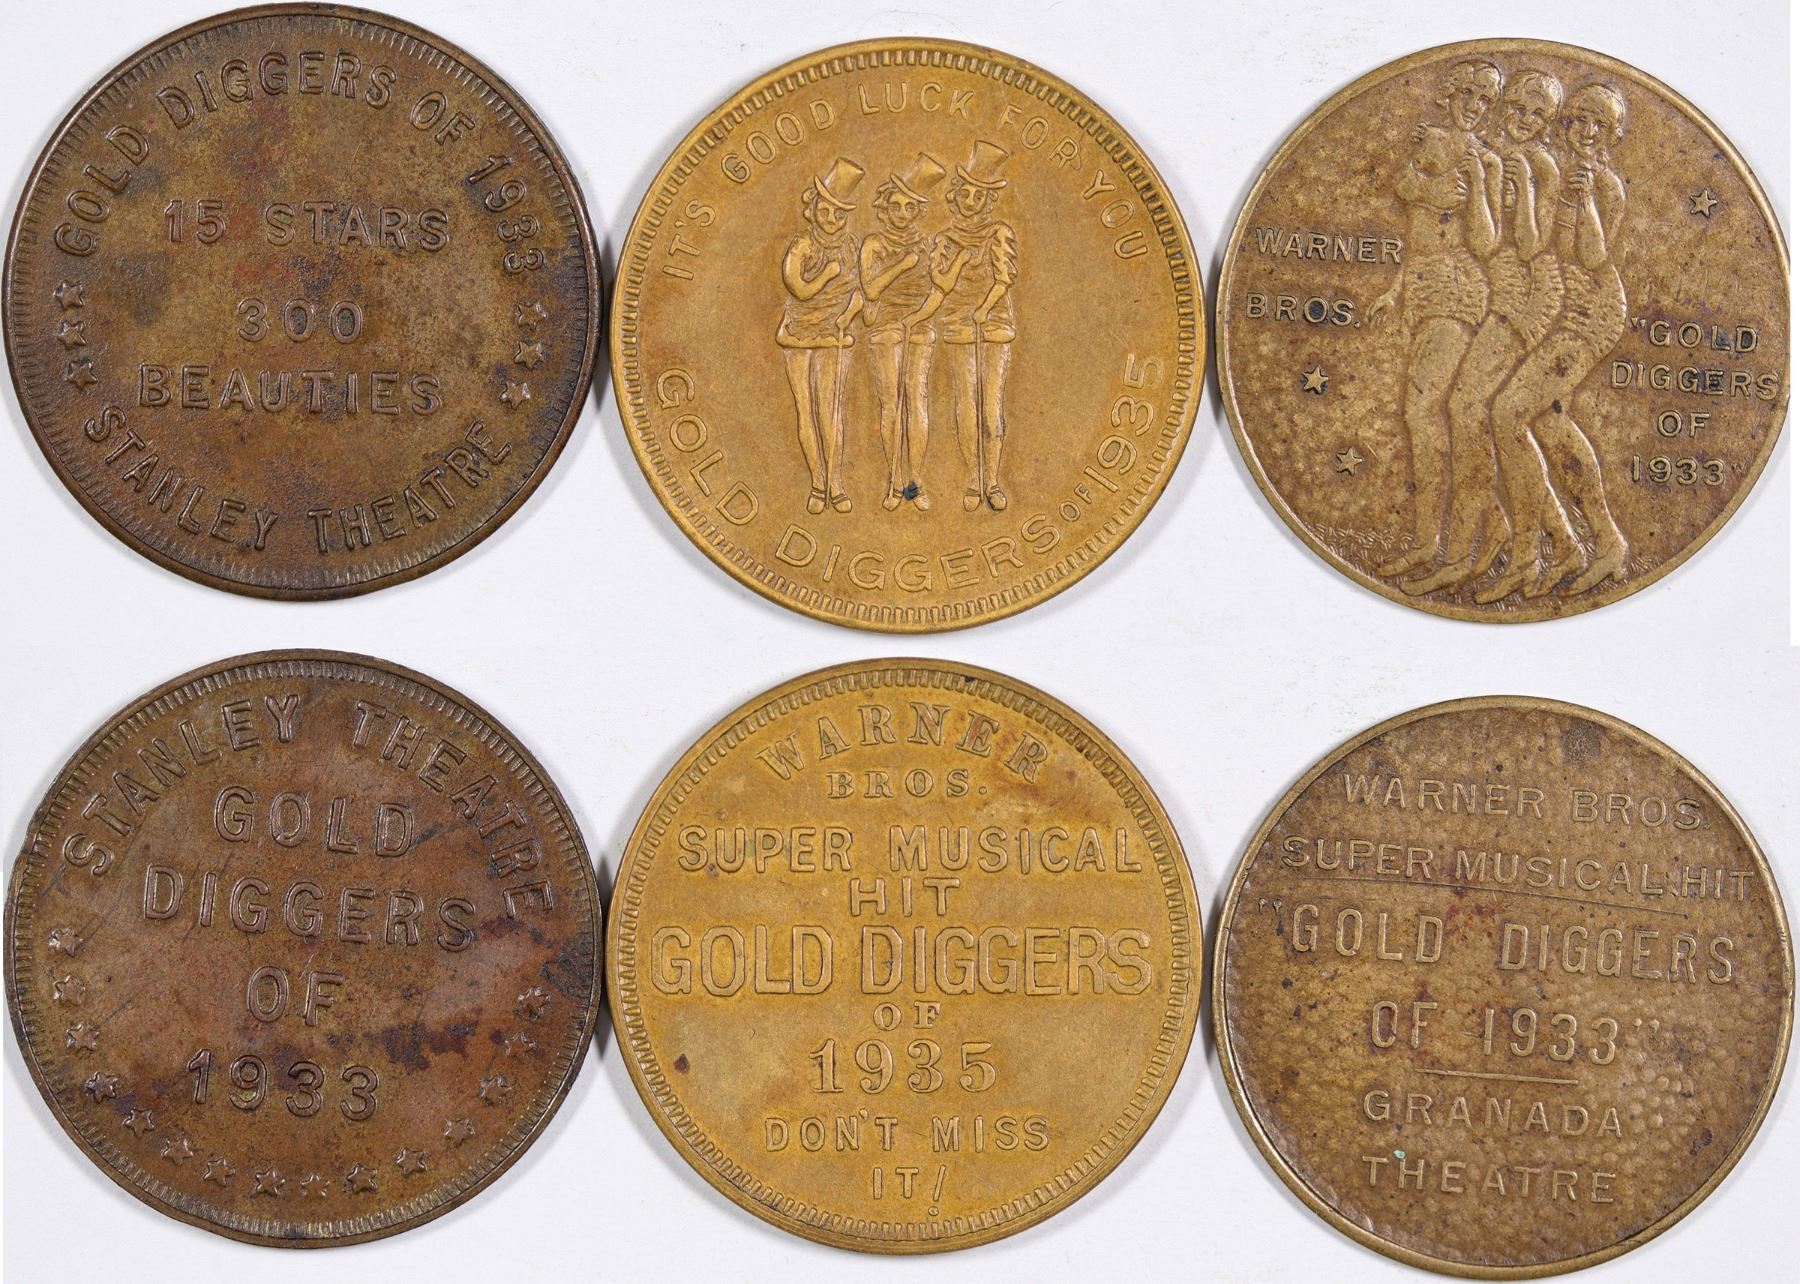 GOLD DIGGERS OF 1933
15 STARS
300
BEAUTIES
STANLEY THEATRE
IT'S GOOD LUCK FOR YOU
GOLD DIGGERS OF 1935
WARNER
BROS.
"GOLD
DIGGERS
OF
1933"
STANLEY THEATRE
GOLD
DIGGERS
OF
1933
WARNER
BROS.
SUPER MUSICAL
HIT
GOLD DIGGERS
OF
1935
DON'T MISS
IT!
WARNER BROS.
SUPER MUSICAL HIT
"GOLD DIGGERS
OF 1933"
GRANADA
THEATRE